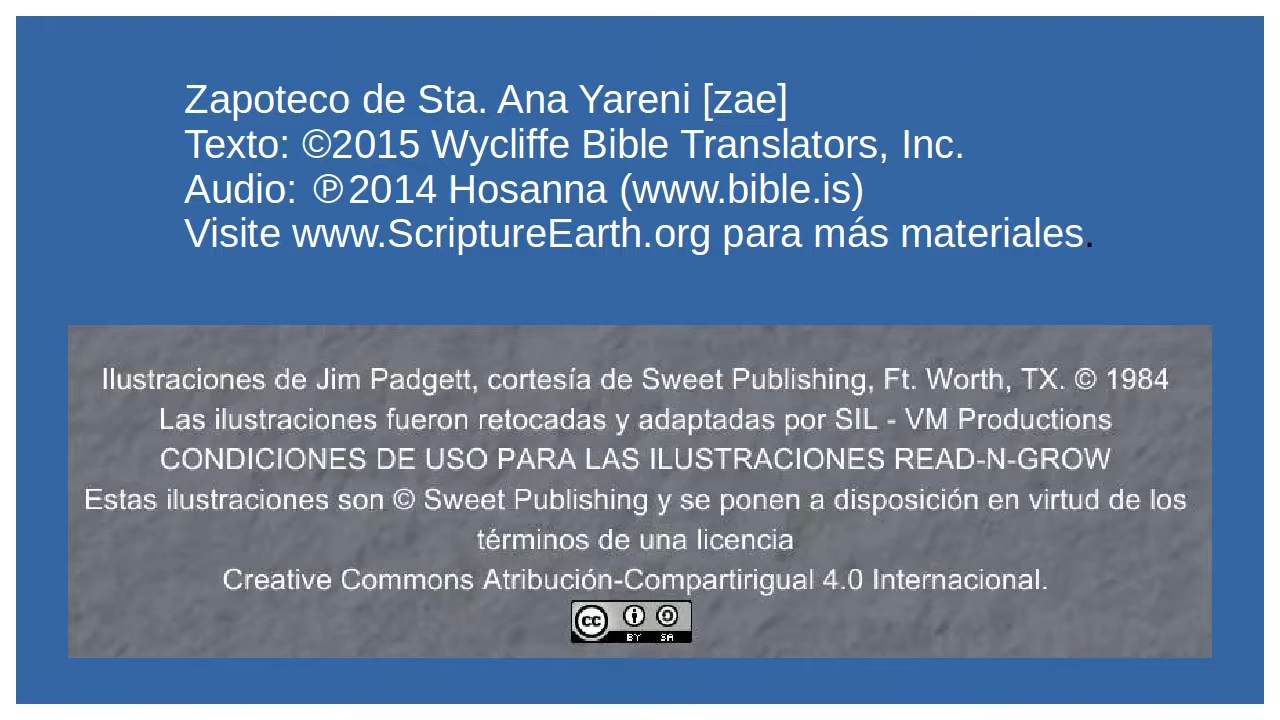 Zapoteco de Sta. Ana Yareni [zae]
Texto: ©2015 Wycliffe Bible Translators, Inc.
Audio: ℗2014 Hosanna (www.bible.is)
Visite www.ScriptureEarth.org para más materiales.
Ilustraciones de Jim Padgett, cortesía de Sweet Publishing, Ft. Worth, TX. © 1984
Las ilustraciones fueron retocadas y adaptadas por SIL - VM Productions
CONDICIONES DE USO PARA LAS ILUSTRACIONES READ-N-GROW
Estas ilustraciones son © Sweet Publishing y se ponen a disposición en virtud de los
términos de una licencia
Creative Commons Atribución-Compartirigual 4.0 Internacional.
cc
BY SA